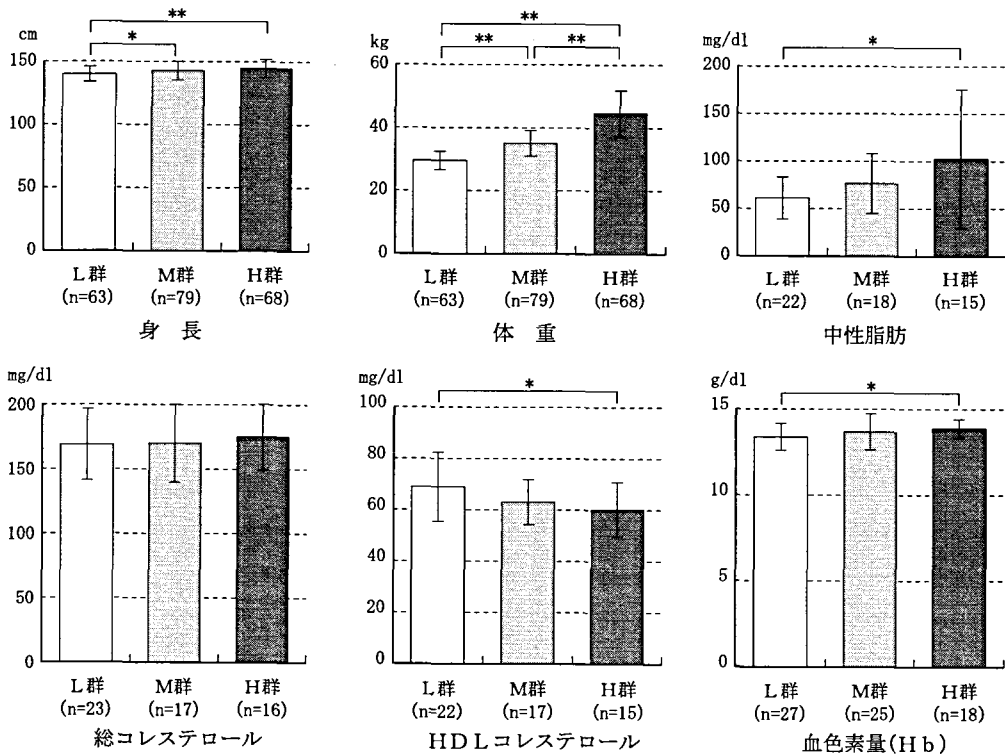 **
cm
*
150
100
50
0
L群
M群
H群
(n=63)
(n=79)
(n=68)
身 長
**
kg
**
**
60
40
20
0
L群
M群
H群
(n=63)
(n=79)
(n=68)
体 重
mg/dl
*
200
150
100
50
0
L群
M群
H群
(n=22)
(n=18)
(n=15)
中性脂肪
mg/dl
200
150
100
50
0
L群
M群
H群
(n=23)
(n=17)
(n=16)
総コレステロール
mg/dl
*
100
80
60
40
20
0
L群
M群
H群
(n=22)
(n=17)
(n=15)
HDLコレステロール
g/dl
*
15
10
5
0
L群
M群
H群
(n=27)
(n=25)
(n=18)
血色素量(Hb)